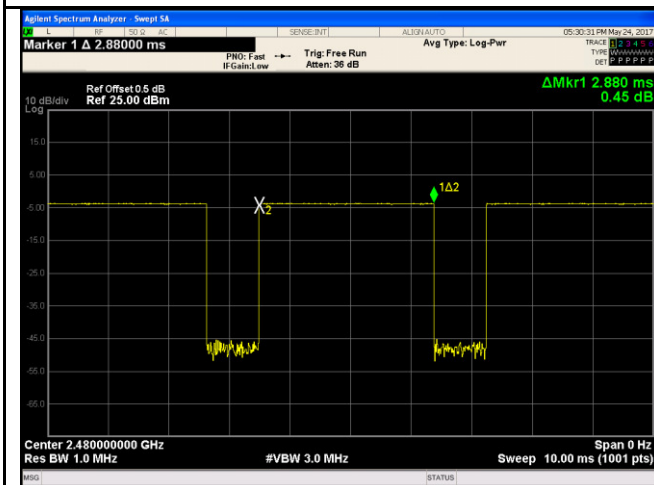 Agilent Spectrum Analyzer - Swept SA
L RF 50 Ω AC SENSE:INT ALIGN AUTO 05:30:31 PM May 24, 2017
Marker 1 Δ 2.88000 ms
PNO: Fast
IFGain:Low
Trig: Free Run
Atten: 36 dB
Avg Type: Log-Pwr
TRACE 1 2 3 4 5 6
TYPE
DET P P P P P P
ΔMkr1 2.880 ms
0.45 dB
Ref Offset 0.5 dB
10 dB/div Ref 25.00 dBm
Log
15.0
5.00
-5.00
-15.0
-25.0
-35.0
-45.0
-55.0
-65.0
1Δ2
2
Center 2.480000000 GHz Span 0 Hz
Res BW 1.0 MHz #VBW 3.0 MHz Sweep 10.00 ms (1001 pts)
MSG STATUS